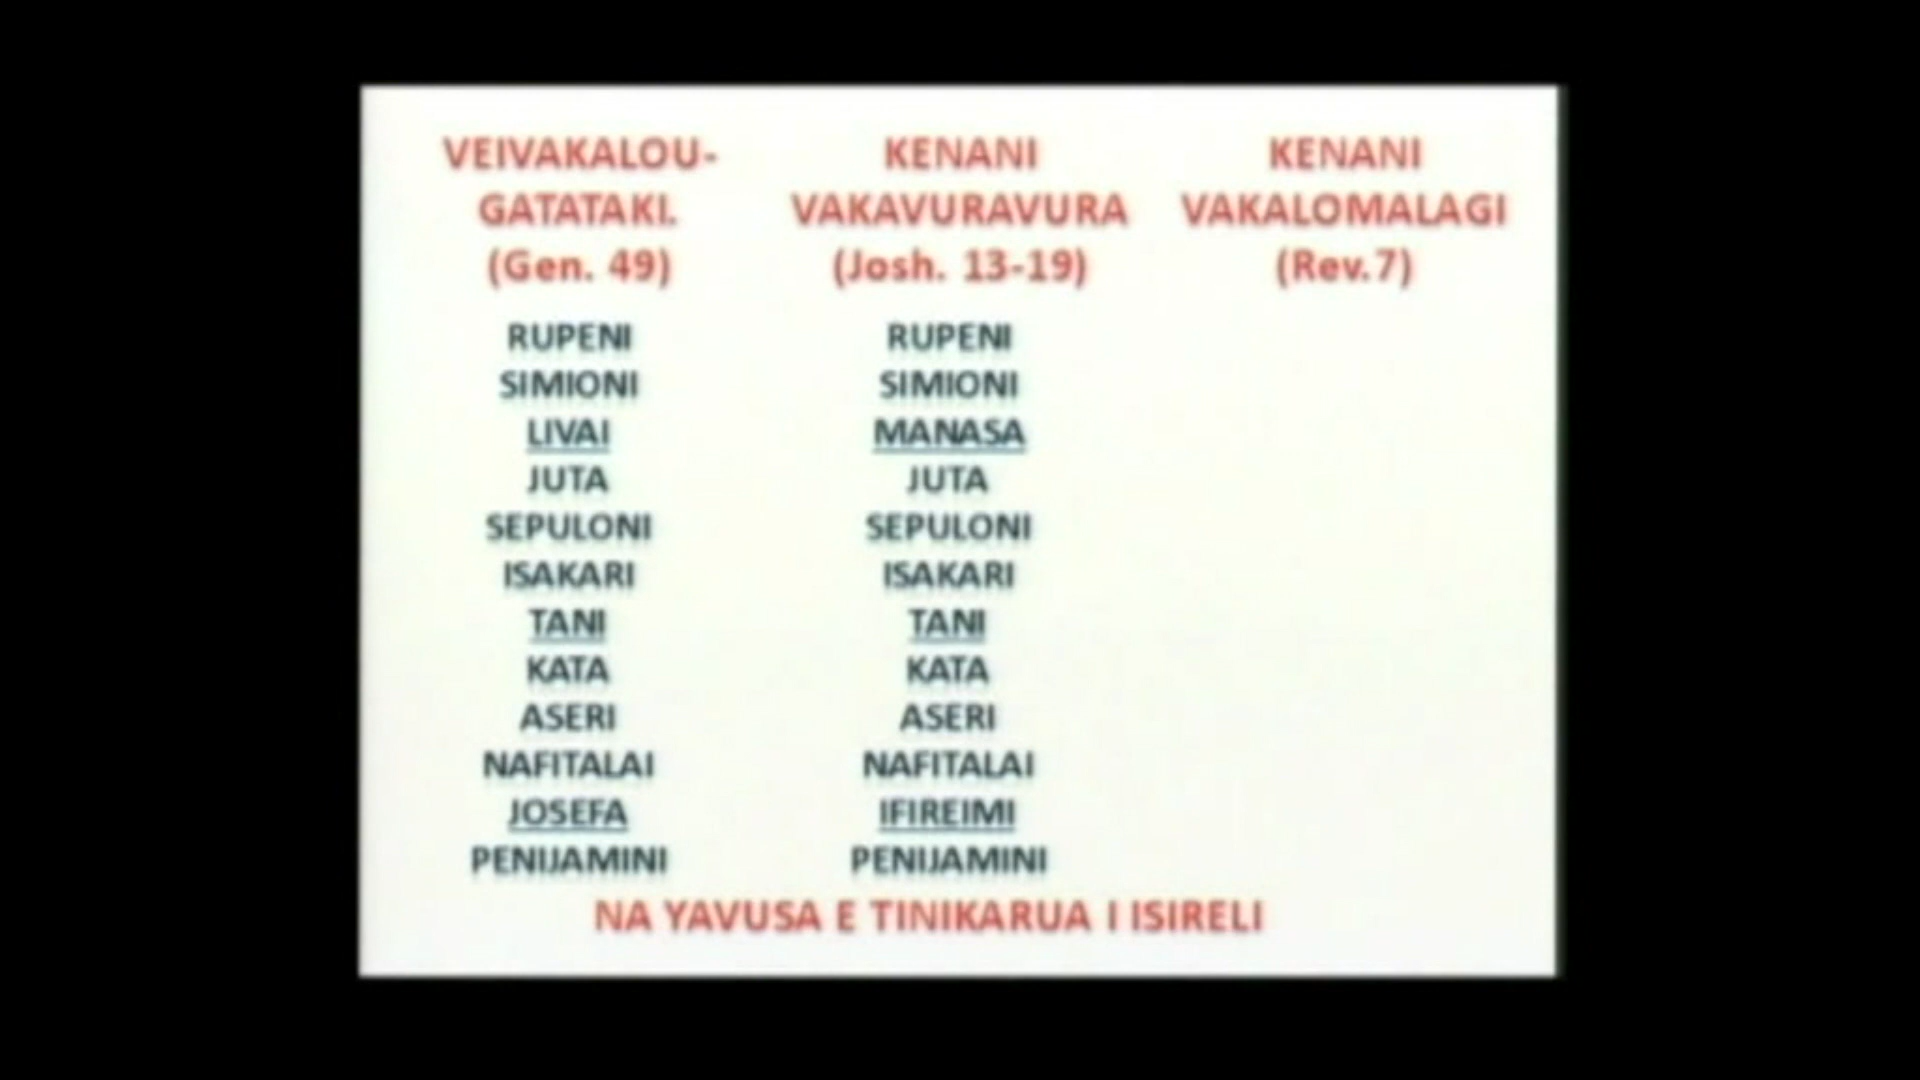 VEIVAKALOU-
GATATAKI.
(Gen. 49)
KENANI
VAKAVURAVURA
(Josh. 13-19)
KENANI
VAKALOMALAGI
(Rev.7)
RUPENI
SIMIONI
LIVAI
JUTA
SEPULONI
ISAKARI
TANI
KATA
ASERI
NAFITALAI
JOSEFA
PENIJAMINI
RUPENI
SIMIONI
MANASA
JUTA
SEPULONI
ISAKARI
TANI
KATA
ASERI
NAFITALAI
IFIREIMI
PENIJAMINI
NA YAVUSA E TINIKARUA I ISIRELI